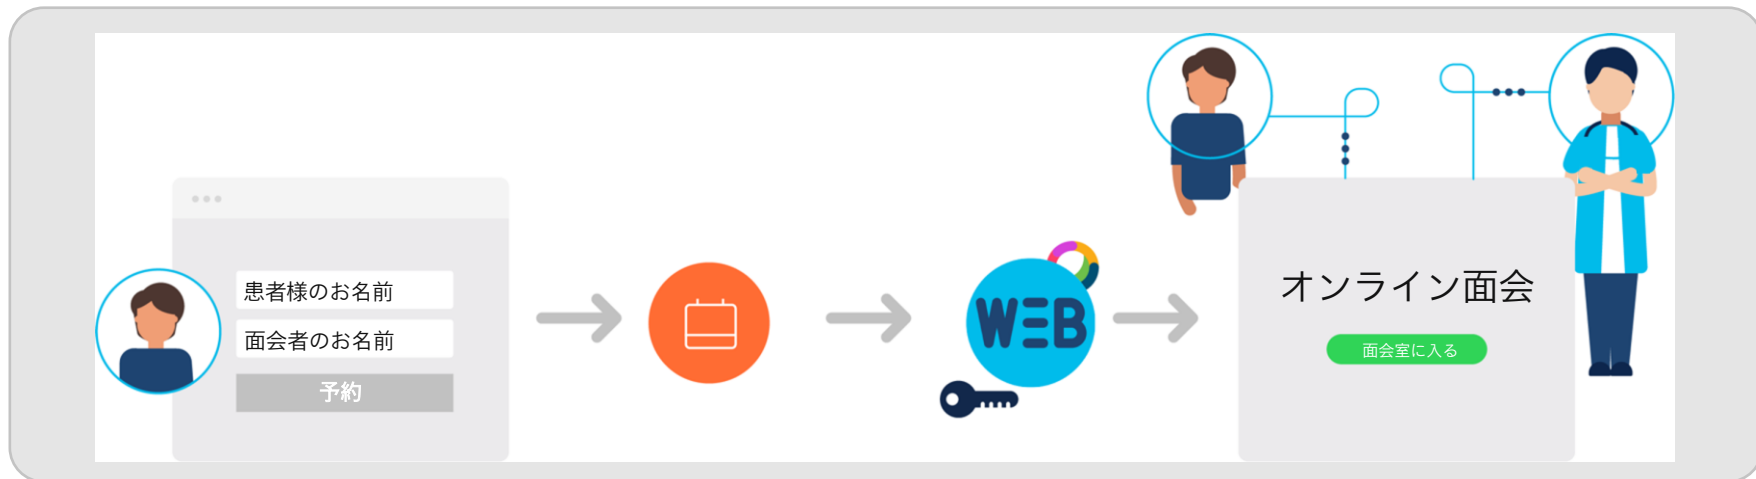 患者様のお名前
面会者のお名前
予約
WEB
オンライン面会
面会室に入る